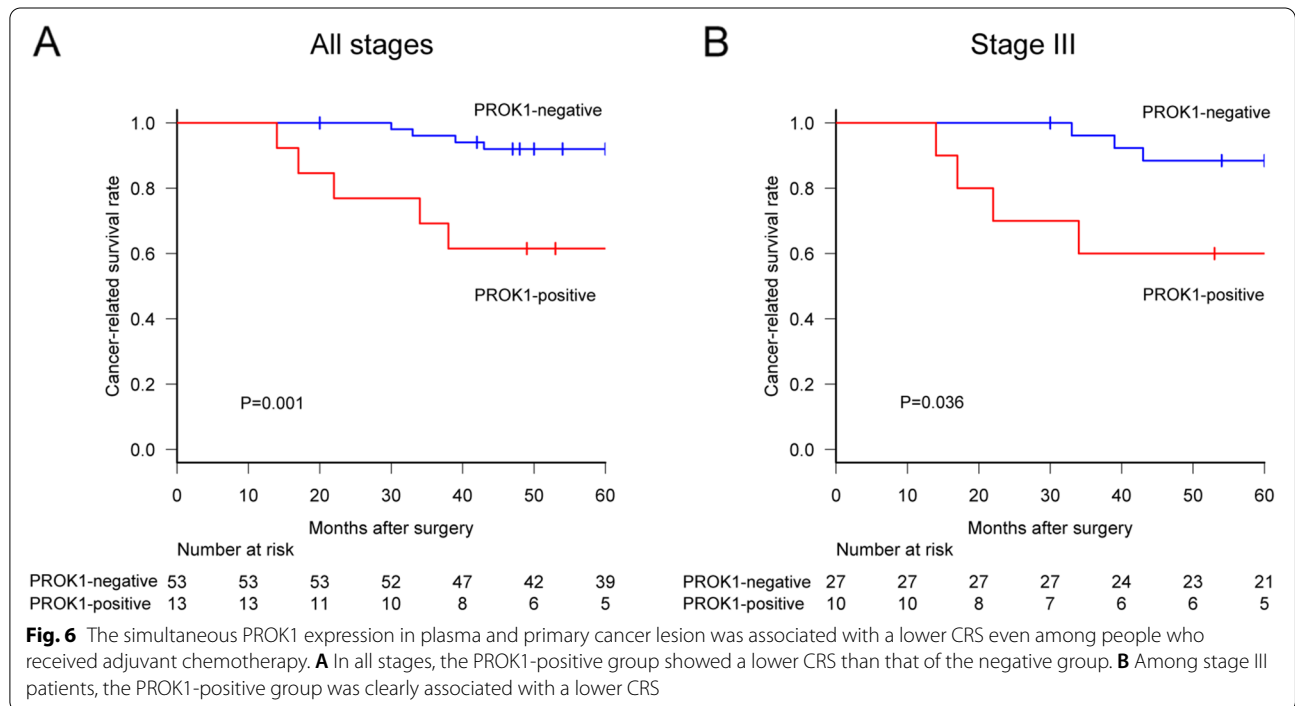 A
All stages
PROK1-negative
PROK1-positive
Cancer-related survival rate
1.0
0.8
0.6
0.4
0.2
0.0
P=0.001
0 10 20 30 40 50 60
Months after surgery
Number at risk
PROK1-negative 53 53 53 52 47 42 39
PROK1-positive 13 13 11 10 8 6 5
B
Stage III
PROK1-negative
PROK1-positive
Cancer-related survival rate
1.0
0.8
0.6
0.4
0.2
0.0
P=0.036
0 10 20 30 40 50 60
Months after surgery
Number at risk
PROK1-negative 27 27 27 27 24 23 21
PROK1-positive 10 10 8 7 6 6 5
Fig. 6 The simultaneous PROK1 expression in plasma and primary cancer lesion was associated with a lower CRS even among people who
received adjuvant chemotherapy. A In all stages, the PROK1-positive group showed a lower CRS than that of the negative group. B Among stage III
patients, the PROK1-positive group was clearly associated with a lower CRS